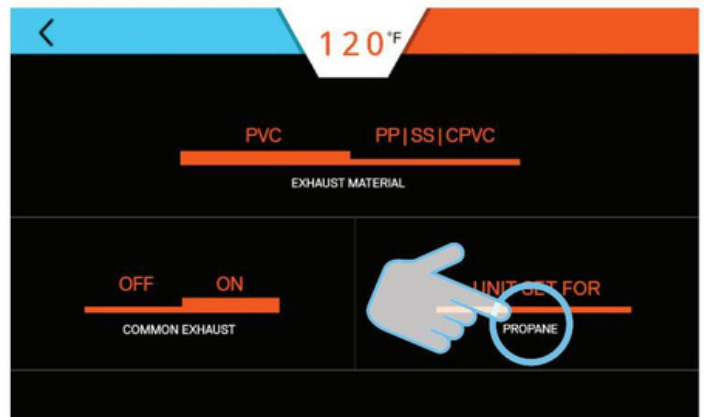 120°F
PVC PP|SS|CPVC
EXHAUST MATERIAL
OFF ON
COMMON EXHAUST
UNIT SET FOR
PROPANE